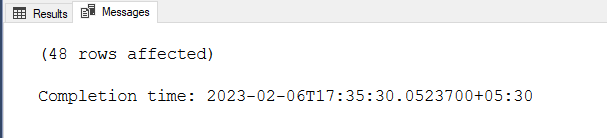 Results Messages
(48 rows affected)
Completion time: 2023-02-06T17:35:30.0523700+05:30